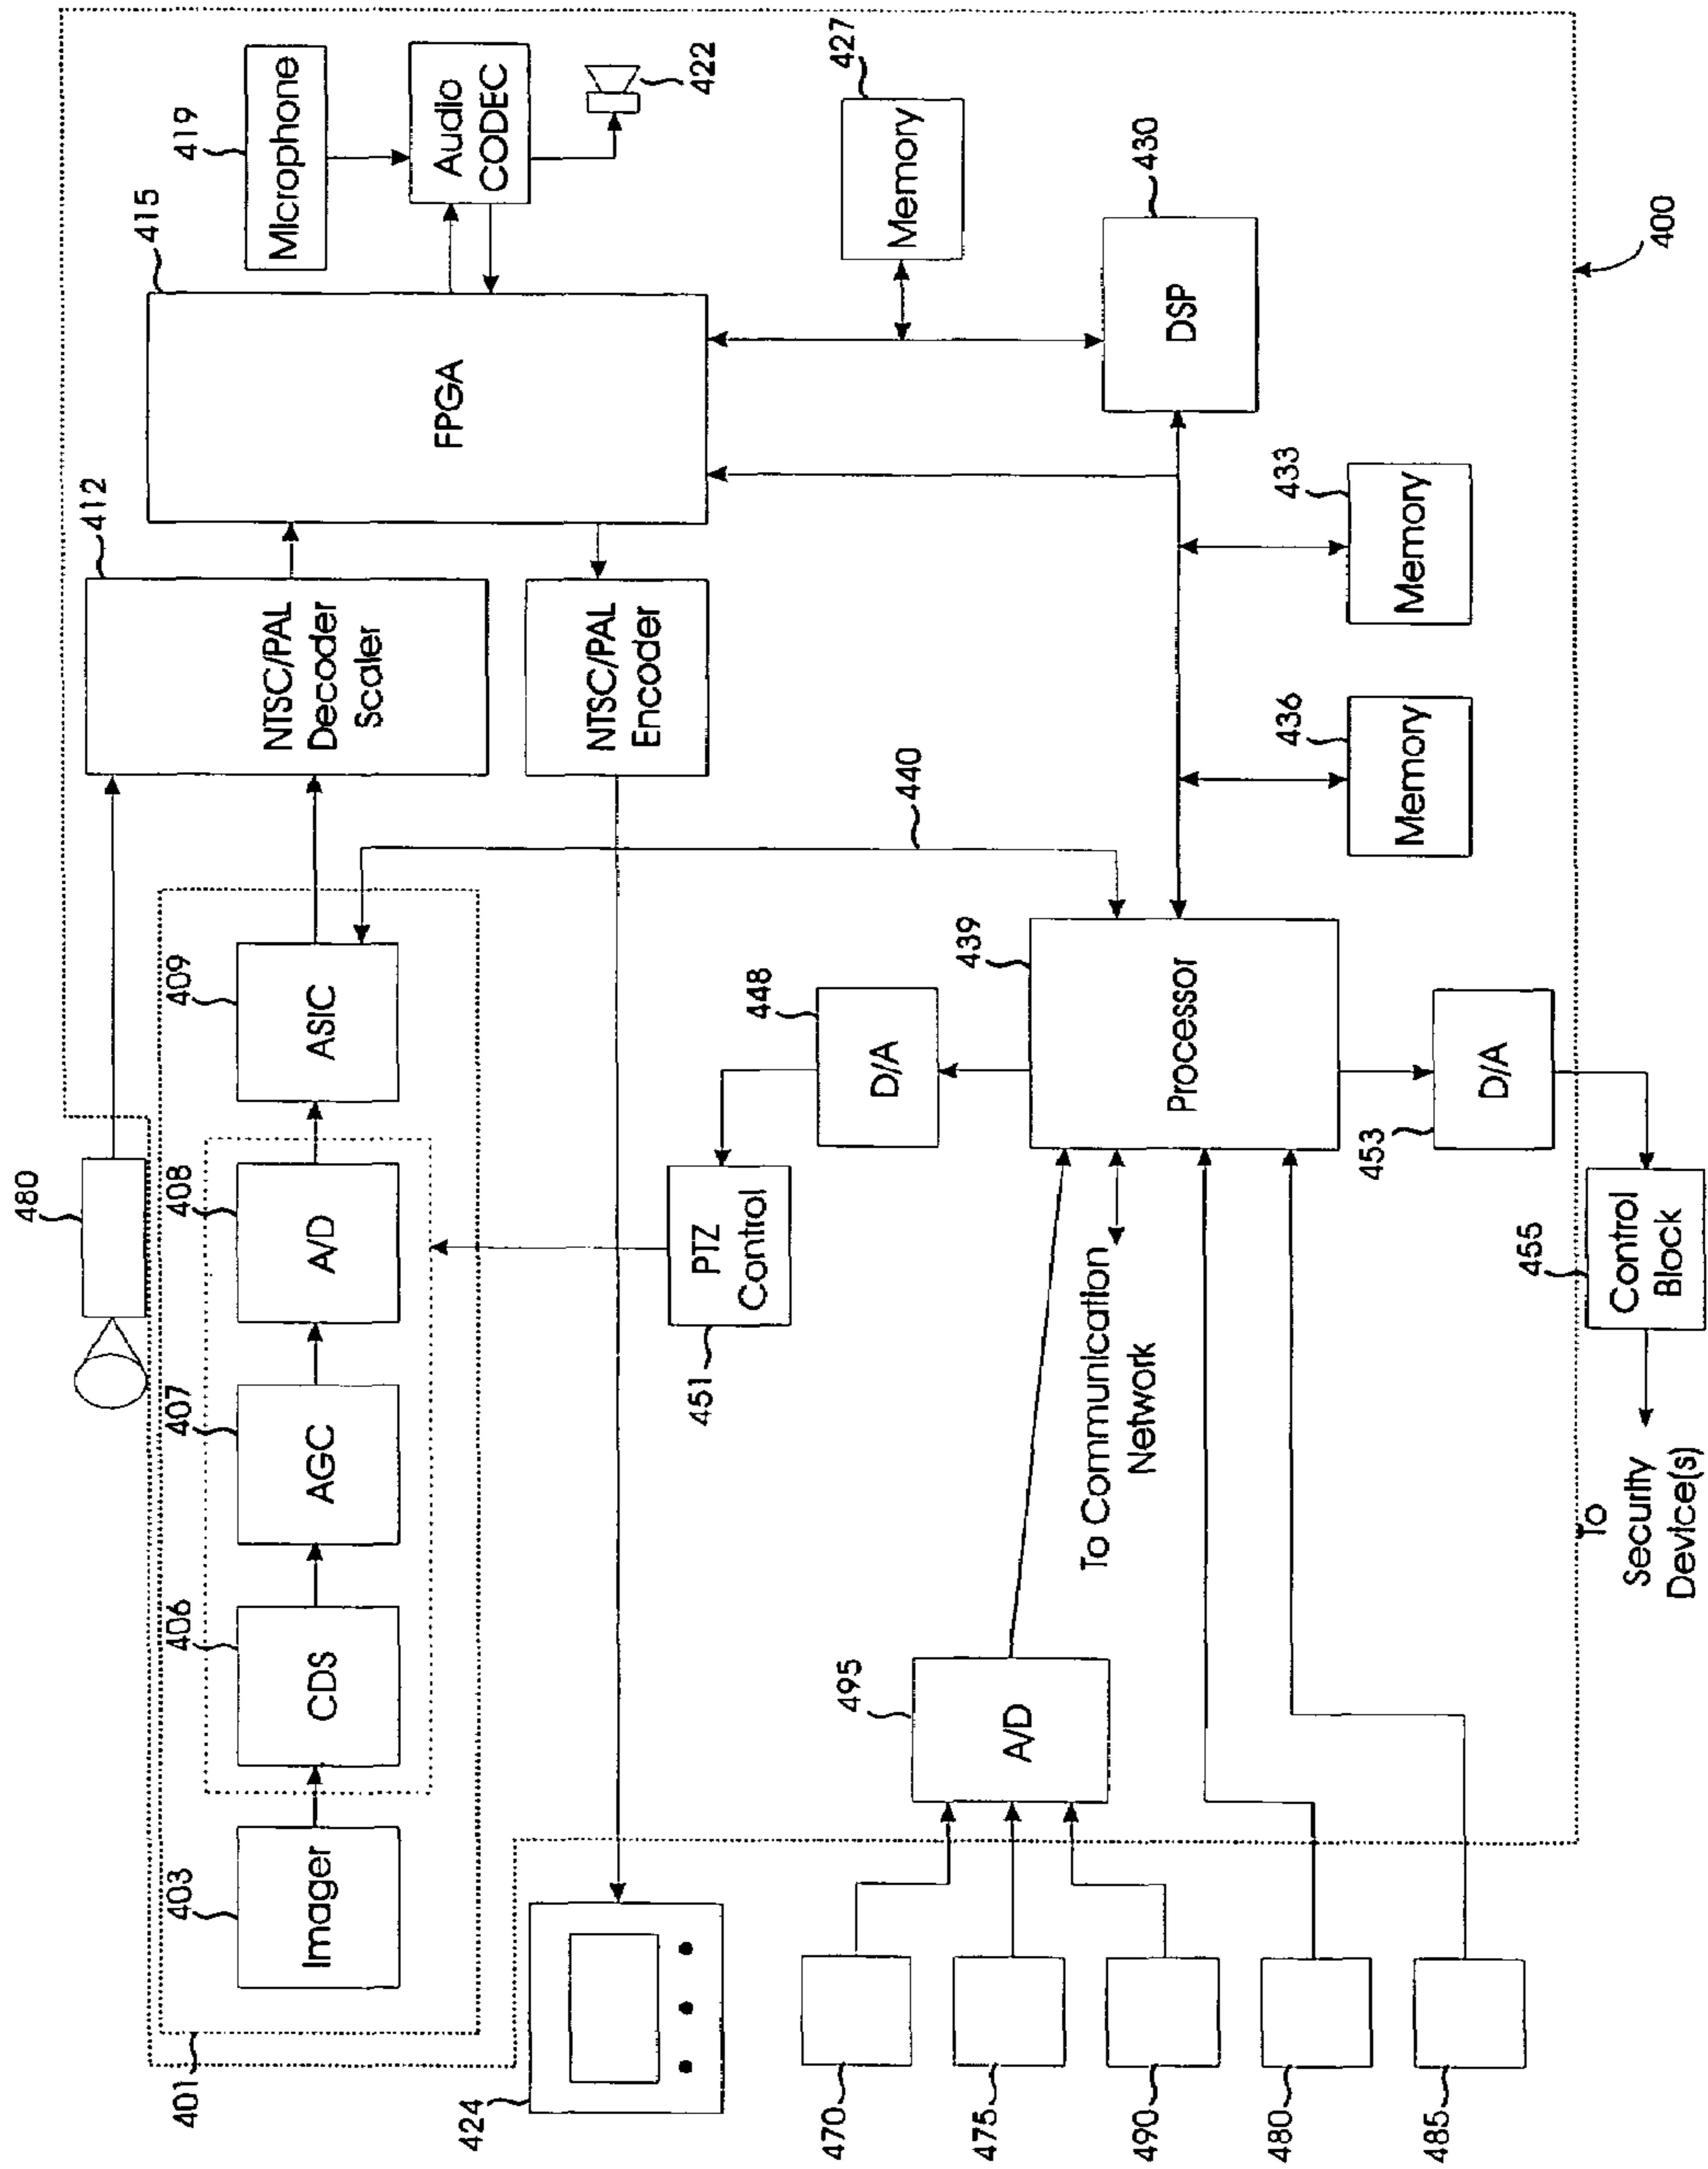 480
401
403
Imager
406
CDS
407
AGC
408
A/D
409
ASIC
412
NTSC/PAL
Decoder
Scaler
415
FPGA
419
Microphone
Audio
CODEC
422
NTSC/PAL
Encoder
424
427
Memory
430
DSP
433
Memory
436
Memory
440
439
Processor
448
D/A
451
PTZ
Control
453
D/A
455
Control
Block
To
Security
Device(s)
To Communication
Network
495
A/D
470
475
490
480
485
400